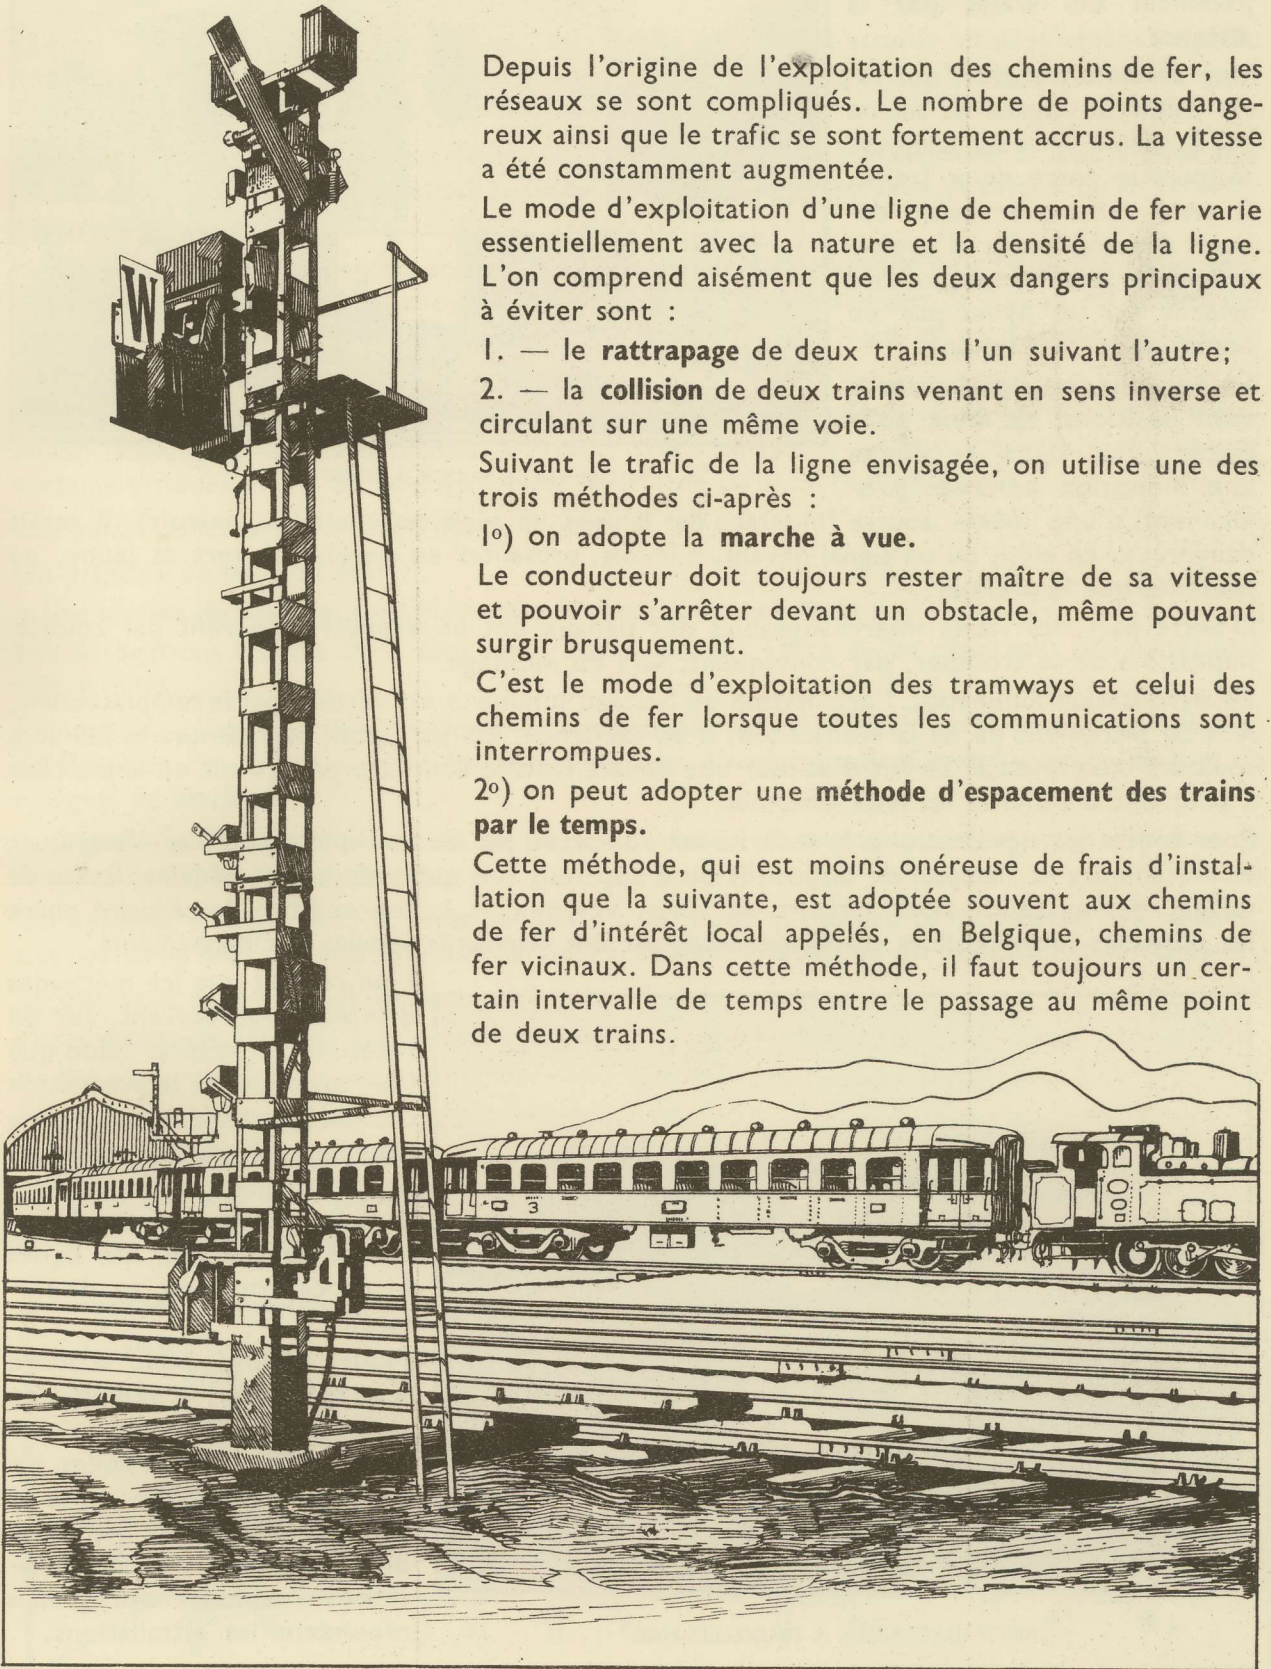 Depuis l'origine de l'exploitation des chemins de fer, les
réseaux se sont compliqués. Le nombre de points dange-
reux ainsi que le trafic se sont fortement accrus. La vitesse
a été constamment augmentée.
Le mode d'exploitation d'une ligne de chemin de fer varie
essentiellement avec la nature et la densité de la ligne.
L'on comprend aisément que les deux dangers principaux
à éviter sont :
1. — le rattrapage de deux trains l'un suivant l'autre;
2. — la collision de deux trains venant en sens inverse et
circulant sur une même voie.
Suivant le trafic de la ligne envisagée, on utilise une des
trois méthodes ci-après :
1º) on adopte la marche à vue.
Le conducteur doit toujours rester maître de sa vitesse
et pouvoir s'arrêter devant un obstacle, même pouvant
surgir brusquement.
C'est le mode d'exploitation des tramways et celui des
chemins de fer lorsque toutes les communications sont
interrompues.
2º) on peut adopter une méthode d'espacement des trains
par le temps.
Cette méthode, qui est moins onéreuse de frais d'instal-
lation que la suivante, est adoptée souvent aux chemins
de fer d'intérêt local appelés, en Belgique, chemins de
fer vicinaux. Dans cette méthode, il faut toujours un cer-
tain intervalle de temps entre le passage au même point
de deux trains.
W
3